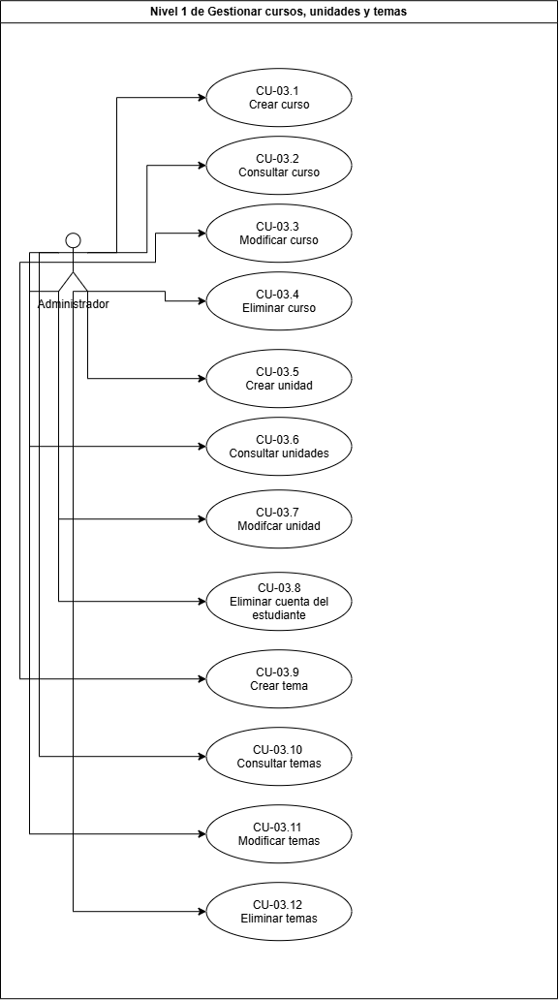 Nivel 1 de Gestionar cursos, unidades y temas
CU-03.1
Crear curso
CU-03.2
Consultar curso
CU-03.3
Modificar curso
Administrador
CU-03.4
Eliminar curso
CU-03.5
Crear unidad
CU-03.6
Consultar unidades
CU-03.7
Modifcar unidad
CU-03.8
Eliminar cuenta del
estudiante
CU-03.9
Crear tema
CU-03.10
Consultar temas
CU-03.11
Modificar temas
CU-03.12
Eliminar temas